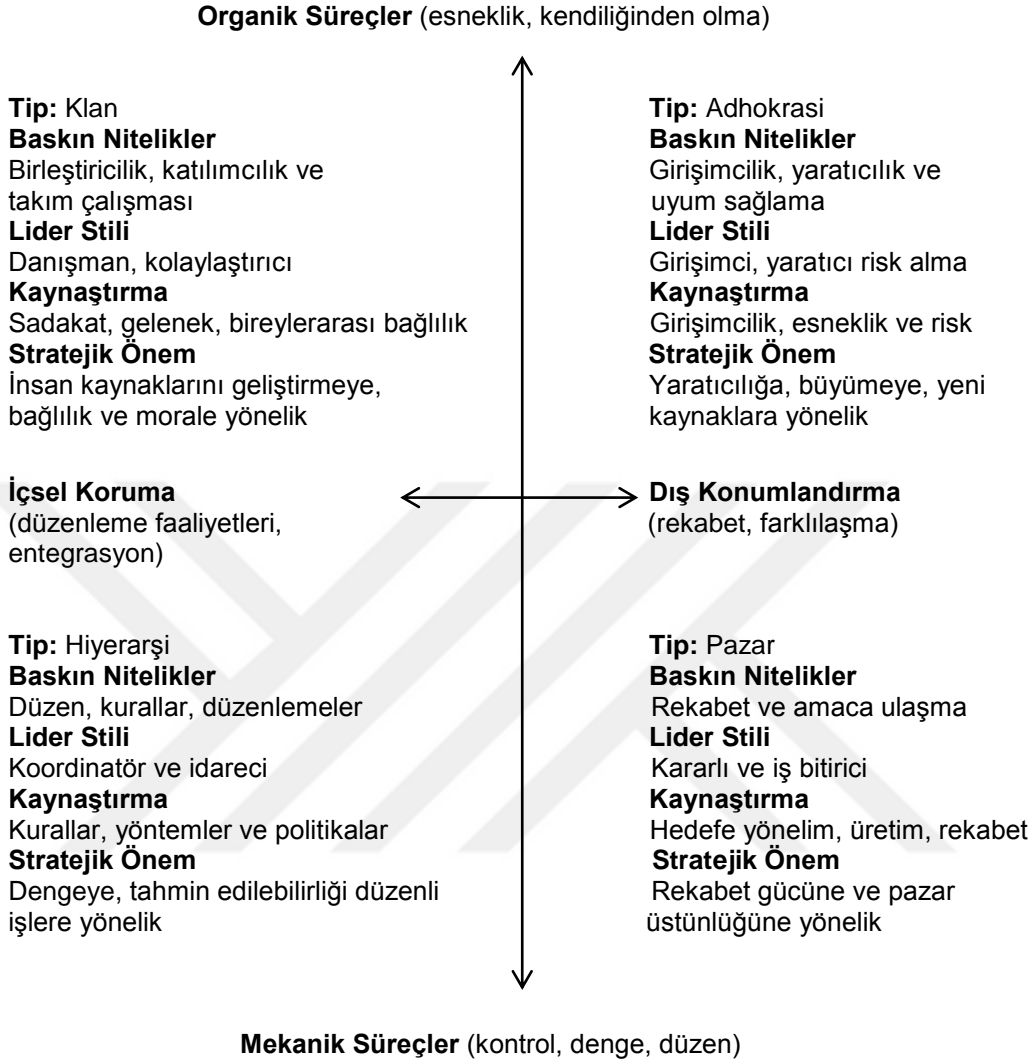 Organik Süreçler (esneklik, kendiliğinden olma)
Tip: Klan
Baskın Nitelikler
Birleştiricilik, katılımcılık ve
takım çalışması
Lider Stili
Danışman, kolaylaştırıcı
Kaynaştırma
Sadakat, gelenek, bireylerarası bağlılık
Stratejik Önem
İnsan kaynaklarını geliştirmeye,
bağlılık ve morale yönelik
Tip: Adhokrasi
Baskın Nitelikler
Girişimcilik, yaratıcılık ve
uyum sağlama
Lider Stili
Girişimci, yaratıcı risk alma
Kaynaştırma
Girişimcilik, esneklik ve risk
Stratejik Önem
Yaratıcılığa, büyümeye, yeni
kaynaklara yönelik
İçsel Koruma
(düzenleme faaliyetleri,
entegrasyon)
Dış Konumlandırma
(rekabet, farklılaşma)
Tip: Hiyerarşi
Baskın Nitelikler
Düzen, kurallar, düzenlemeler
Lider Stili
Koordinatör ve idareci
Kaynaştırma
Kurallar, yöntemler ve politikalar
Stratejik Önem
Dengeye, tahmin edilebilirliği düzenli
işlere yönelik
Tip: Pazar
Baskın Nitelikler
Rekabet ve amaca ulaşma
Lider Stili
Kararlı ve iş bitirici
Kaynaştırma
Hedefe yönelim, üretim, rekabet
Stratejik Önem
Rekabet gücüne ve pazar
üstünlüğüne yönelik
Mekanik Süreçler (kontrol, denge, düzen)